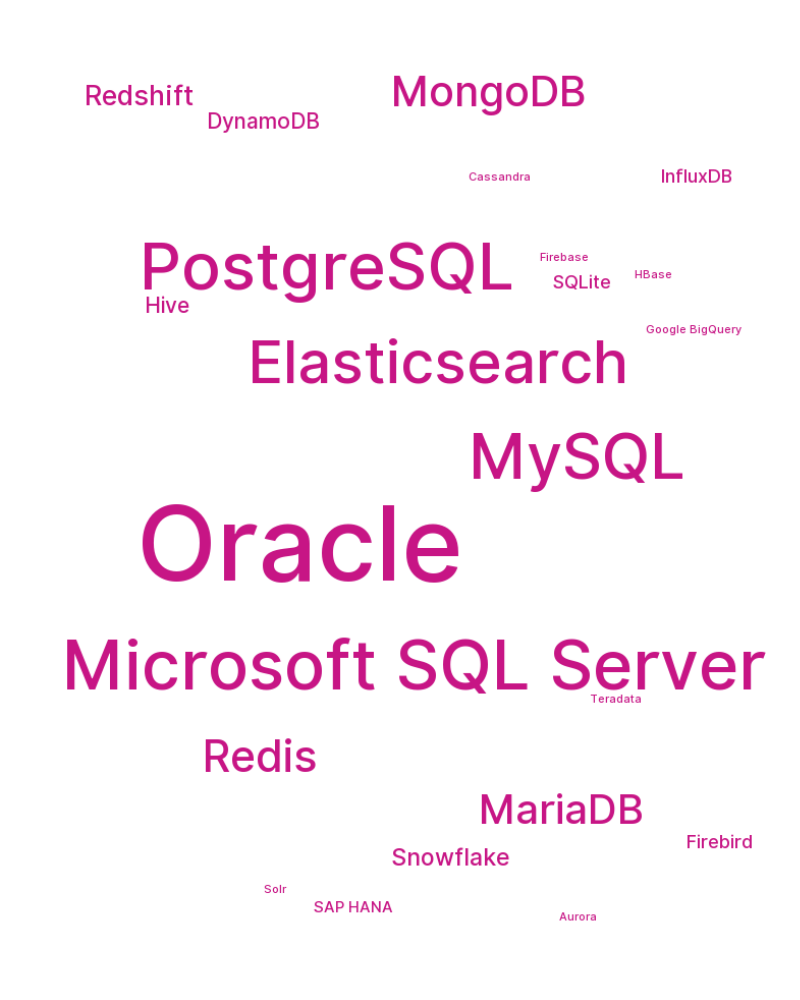 Redshift
MongoDB
DynamoDB
Cassandra
InfluxDB
PostgreSQL
Firebase
HBase
SQLite
Hive
Google BigQuery
Elasticsearch
MySQL
Oracle
Microsoft SQL Server
Teradata
Redis
MariaDB
Firebird
Snowflake
Solr
SAP HANA
Aurora